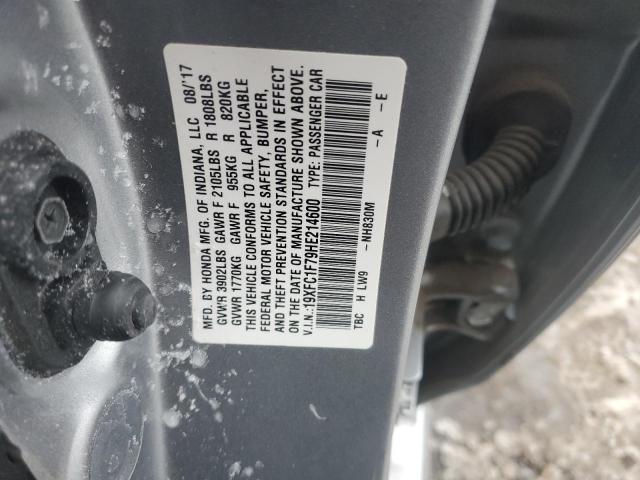 MFD. BY HONDA MFG. OF INDIANA, LLC 08/'17
GVWR 3902LBS GAWR F 2105LBS R 1808LBS
GVWR 1770KG GAWR F 955KG R 820KG
THIS VEHICLE CONFORMS TO ALL APPLICABLE
FEDERAL MOTOR VEHICLE SAFETY, BUMPER,
AND THEFT PREVENTION STANDARDS IN EFFECT
ON THE DATE OF MANUFACTURE SHOWN ABOVE.
V.I.N.:19XFC1F79HE214600 TYPE: PASSENGER CAR
TBC H LW9 -NH830M -A -E